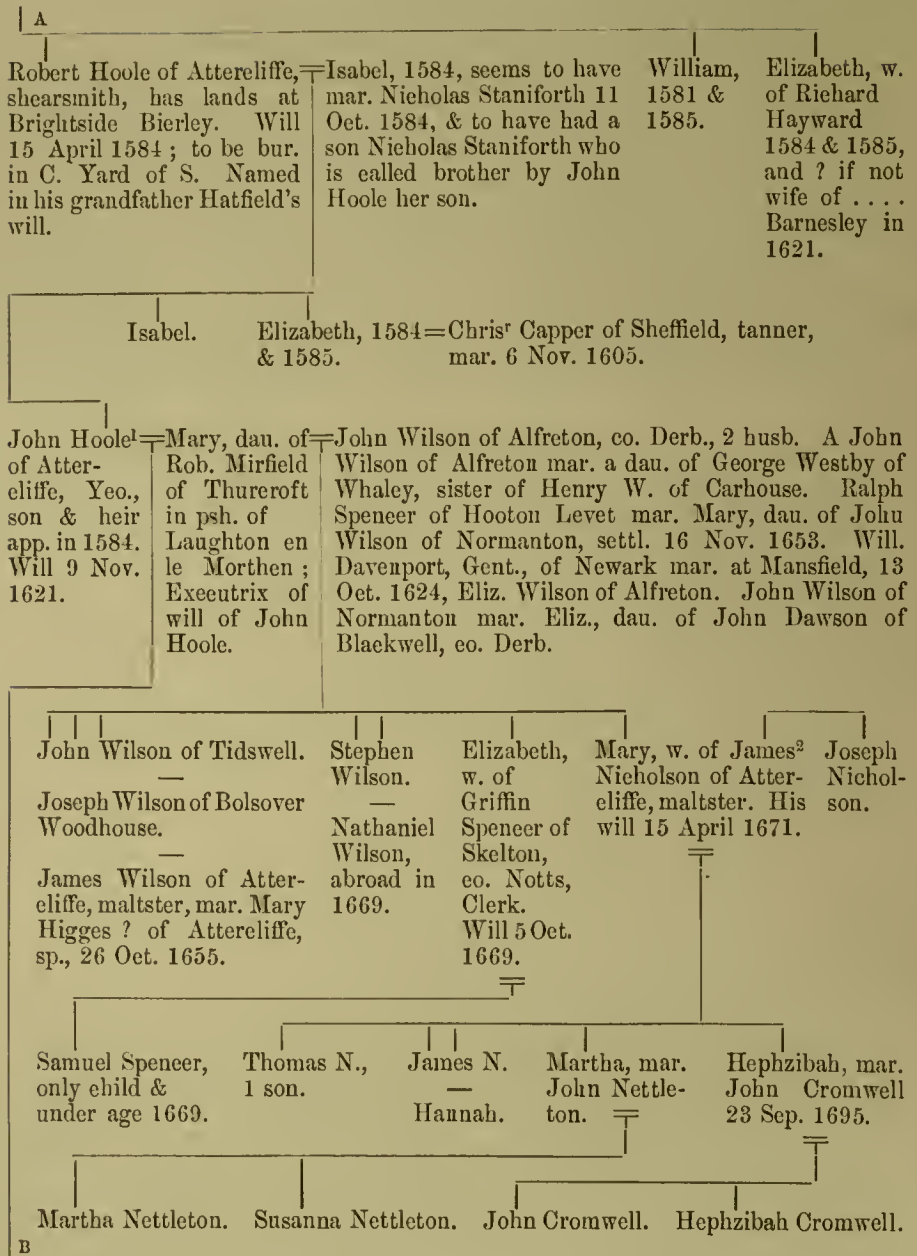 A
Robert Hoole of Attercliffe,
shearsmith, has lands at
Brightside Bierley. Will
15 April 1584 ; to be bur.
in C. Yard of S. Named
in his grandfather Hatfield's
will.
Isabel, 1584, seems to have
mar. Nicholas Staniforth 11
Oct. 1584, & to have had a
son Nicholas Staniforth who
is called brother by John
Hoole her son.
William,
1581 &
1585.
Elizabeth, w.
of Richard
Hayward
1584 & 1585,
and ? if not
wife of ....
Barnesley in
1621.
Isabel.
Elizabeth, 1584=Chrisr Capper of Sheffield, tanner,
& 1585. mar. 6 Nov. 1605.
John Hoole¹
of Atter-
cliffe, Yeo.,
son & heir
app. in 1584.
Will 9 Nov.
1621.
Mary, dau. of
Rob. Mirfield
of Thurcroft
in psh. of
Laughton en
le Morthen ;
Executrix of
will of John
Hoole.
John Wilson of Alfreton, co. Derb., 2 husb. A John
Wilson of Alfreton mar. a dau. of George Westby of
Whaley, sister of Henry W. of Carhouse. Ralph
Spencer of Hooton Levet mar. Mary, dau. of John
Wilson of Normanton, settl. 16 Nov. 1653. Will.
Davenport, Gent., of Newark mar. at Mansfield, 13
Oct. 1624, Eliz. Wilson of Alfreton. John Wilson of
Normanton mar. Eliz., dau. of John Dawson of
Blackwell, co. Derb.
John Wilson of Tidswell.
—
Joseph Wilson of Bolsover
Woodhouse.
—
James Wilson of Atter-
cliffe, maltster, mar. Mary
Higges ? of Attercliffe,
sp., 26 Oct. 1655.
Stephen
Wilson.
—
Nathaniel
Wilson,
abroad in
1669.
Elizabeth,
w. of
Griffin
Spencer of
Skelton,
co. Notts,
Clerk.
Will 5 Oct.
1669.
Mary, w. of James²
Nicholson of Atter-
cliffe, maltster. His
will 15 April 1671.
Joseph
Nichol-
son.
Samuel Spencer,
only child &
under age 1669.
Thomas N.,
1 son.
James N.
—
Hannah.
Martha, mar.
John Nettle-
ton.
Hephzibah, mar.
John Cromwell
23 Sep. 1695.
Martha Nettleton. Susanna Nettleton. John Cromwell. Hephzibah Cromwell.
B